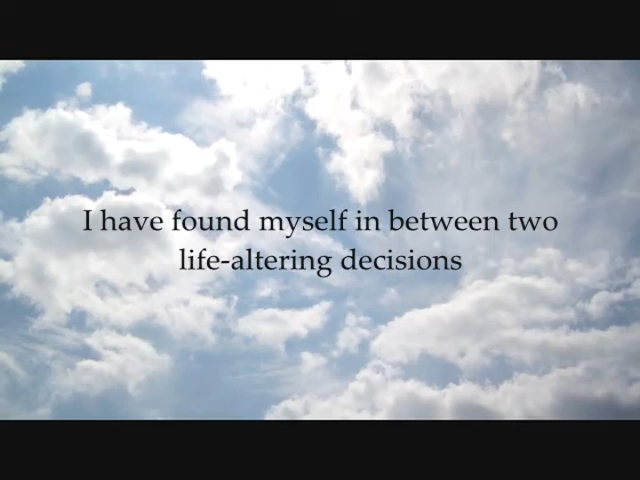 I have found myself in between two
life-altering decisions